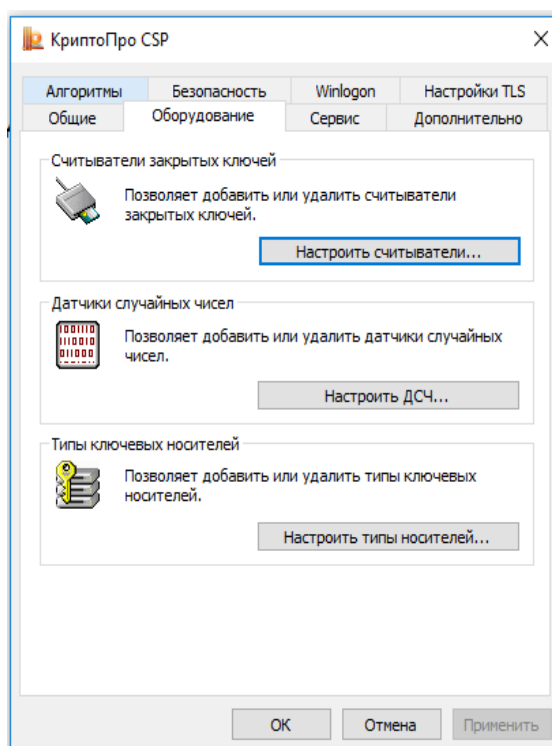 КриптоПро CSP
Алгоритмы Безопасность Winlogon Настройки TLS
Общие Оборудование Сервис Дополнительно
Считыватели закрытых ключей
Позволяет добавить или удалить считыватели
закрытых ключей.
Настроить считыватели...
Датчики случайных чисел
Позволяет добавить или удалить датчики случайных
чисел.
Настроить ДСЧ...
Типы ключевых носителей
Позволяет добавить или удалить типы ключевых
носителей.
Настроить типы носителей...
ОК Отмена Применить